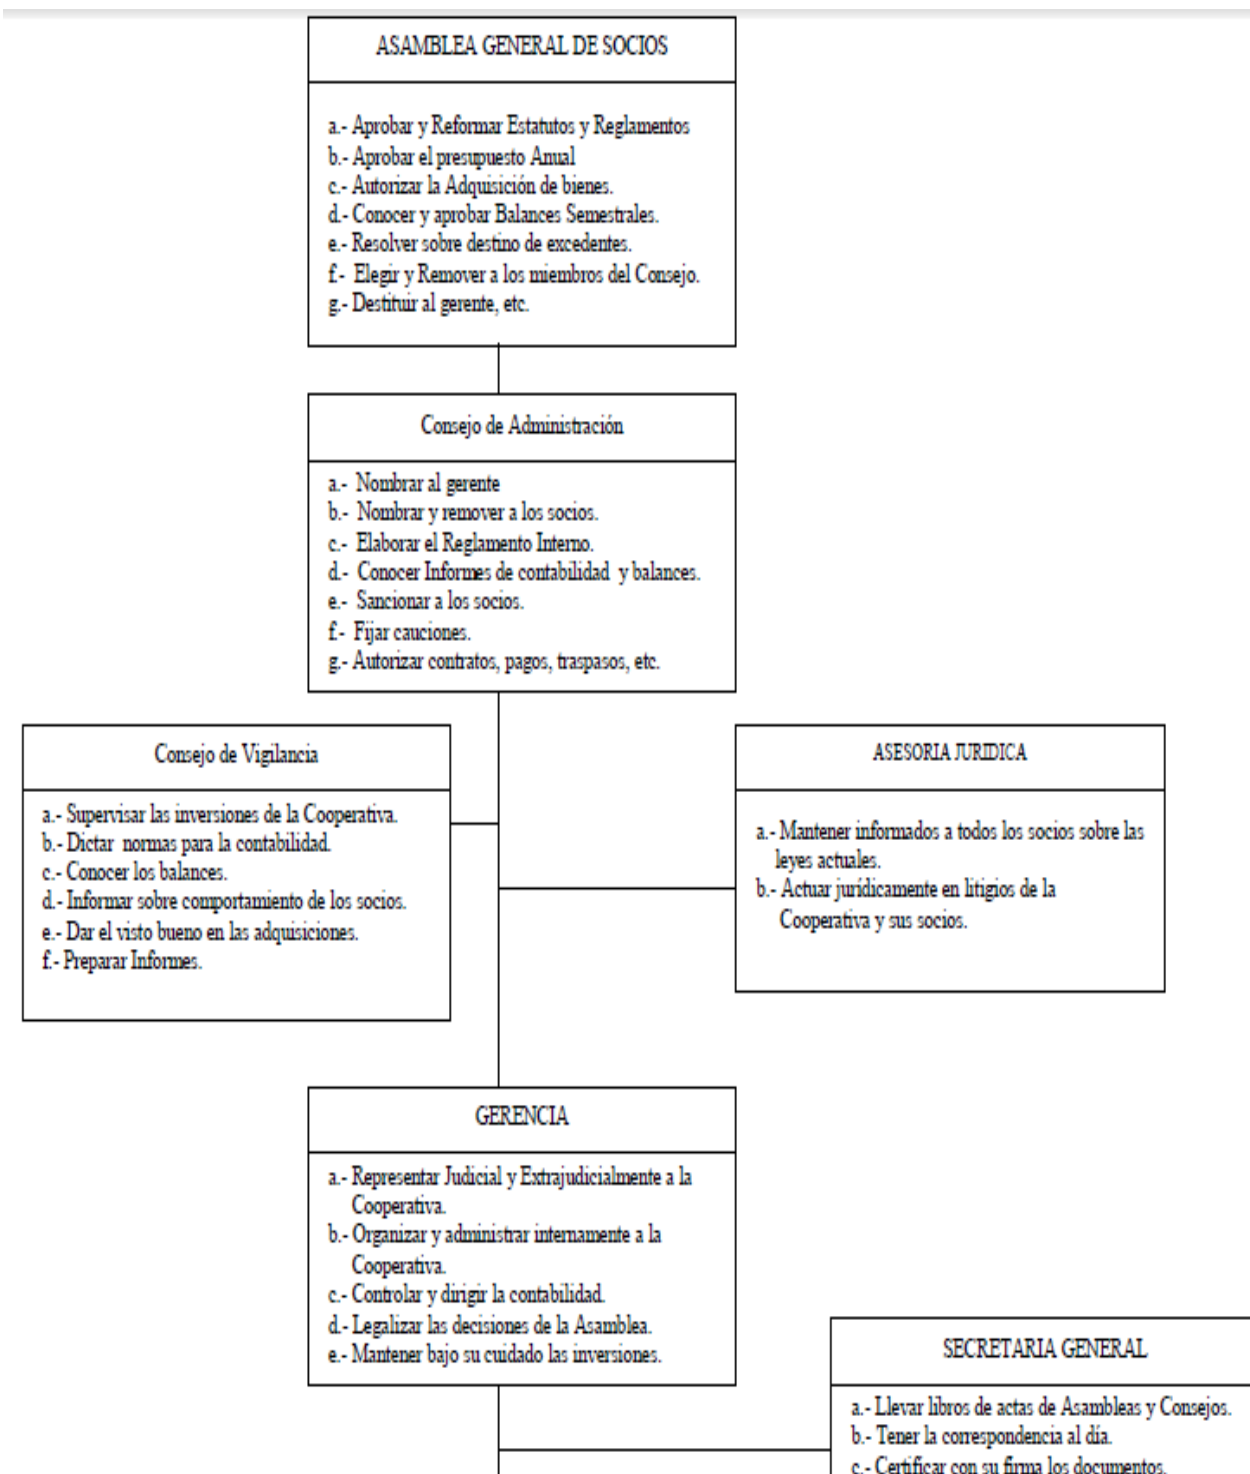 ASAMBLEA GENERAL DE SOCIOS
a.- Aprobar y Reformar Estatutos y Reglamentos
b.- Aprobar el presupuesto Anual
c.- Autorizar la Adquisición de bienes.
d.- Conocer y aprobar Balances Semestrales.
e.- Resolver sobre destino de excedentes.
f.- Elegir y Remover a los miembros del Consejo.
g.- Destituir al gerente, etc.
Consejo de Administración
a.- Nombrar al gerente
b.- Nombrar y remover a los socios.
c.- Elaborar el Reglamento Interno.
d.- Conocer Informes de contabilidad y balances.
e.- Sancionar a los socios.
f.- Fijar cauciones.
g.- Autorizar contratos, pagos, traspasos, etc.
Consejo de Vigilancia
a.- Supervisar las inversiones de la Cooperativa.
b.- Dictar normas para la contabilidad.
c.- Conocer los balances.
d.- Informar sobre comportamiento de los socios.
e.- Dar el visto bueno en las adquisiciones.
f.- Preparar Informes.
ASESORIA JURIDICA
a.- Mantener informados a todos los socios sobre las
leyes actuales.
b.- Actuar jurídicamente en litigios de la
Cooperativa y sus socios.
GERENCIA
a.- Representar Judicial y Extrajudicialmente a la
Cooperativa.
b.- Organizar y administrar internamente a la
Cooperativa.
c.- Controlar y dirigir la contabilidad.
d.- Legalizar las decisiones de la Asamblea.
e.- Mantener bajo su cuidado las inversiones.
SECRETARIA GENERAL
a.- Llevar libros de actas de Asambleas y Consejos.
b.- Tener la correspondencia al día.
c.- Certificar con su firma los documentos.